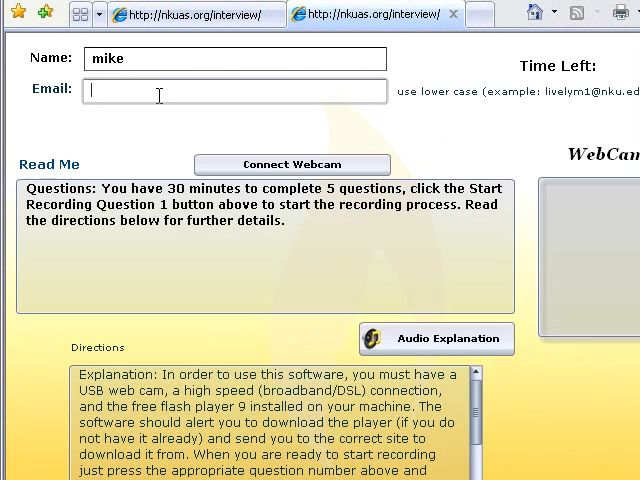 http://nkuas.org/interview/
http://nkuas.org/interview/
Name: mike
Time Left:
Email:
use lower case (example: livelym1@nku.ed
Read Me
Connect Webcam
WebCam
Questions: You have 30 minutes to complete 5 questions, click the Start
Recording Question 1 button above to start the recording process. Read
the directions below for further details.
Audio Explanation
Directions
Explanation: In order to use this software, you must have a
USB web cam, a high speed (broadband/DSL) connection,
and the free flash player 9 installed on your machine. The
software should alert you to download the player (if you do
not have it already) and send you to the correct site to
download it from. When you are ready to start recording
just press the appropriate question number above and